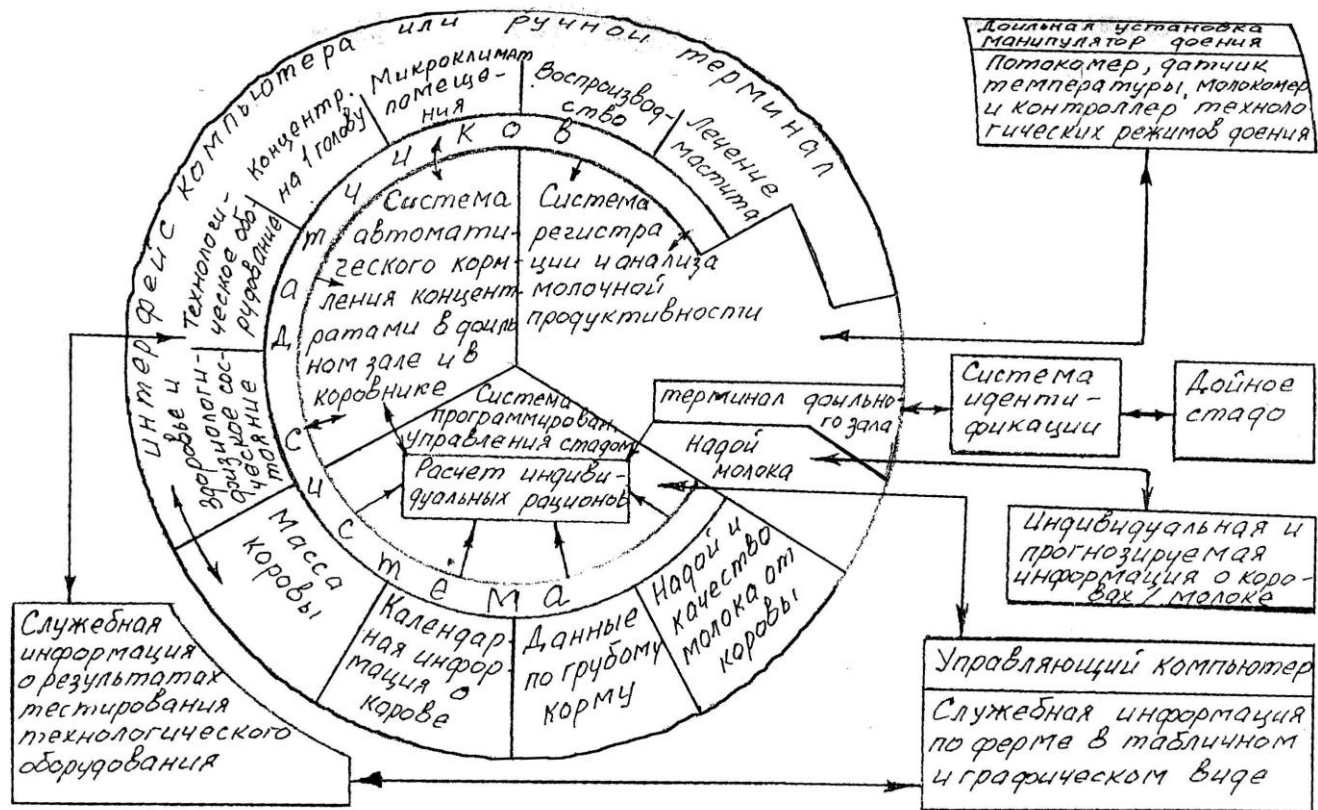 интерфейс компьютера или ручной терминал
Доильная установка
манипулятор доения
Потокомер, датчик
температуры, молокомер
и контроллер техноло
гических режимов доения
Микроклимат
помеще-
ния
Воспроизвод-
ство
Лечение
мастита
Концентр.
на 1 голову
Технологи-
ческое обо-
рудование
Здоровье и
физиологи-
ческое сос-
тояние
система датчиков
Система
автомати-
ческого корм-
ления концент
ратами в доиль
ном зале и в
коровнике
Система
регистра
ции и анализа
молочной
продуктивности
Система
программирован.
управления стадом
Расчет индиви-
дуальных рационов
терминал доильно-
го зала
Надой
молока
Система
иденти-
фикации
Дойное
стадо
Масса
коровы
Календар-
ная инфор-
мация о
корове
Данные
по грубому
корму
Надой и
качество
молока от
коровы
Индивидуальная и
прогнозируемая
информация о коро-
вах / молоке
Служебная
информация
о результатах
тестирования
технологического
оборудования
Управляющий компьютер
Служебная информация
по ферме в табличном
и графическом виде